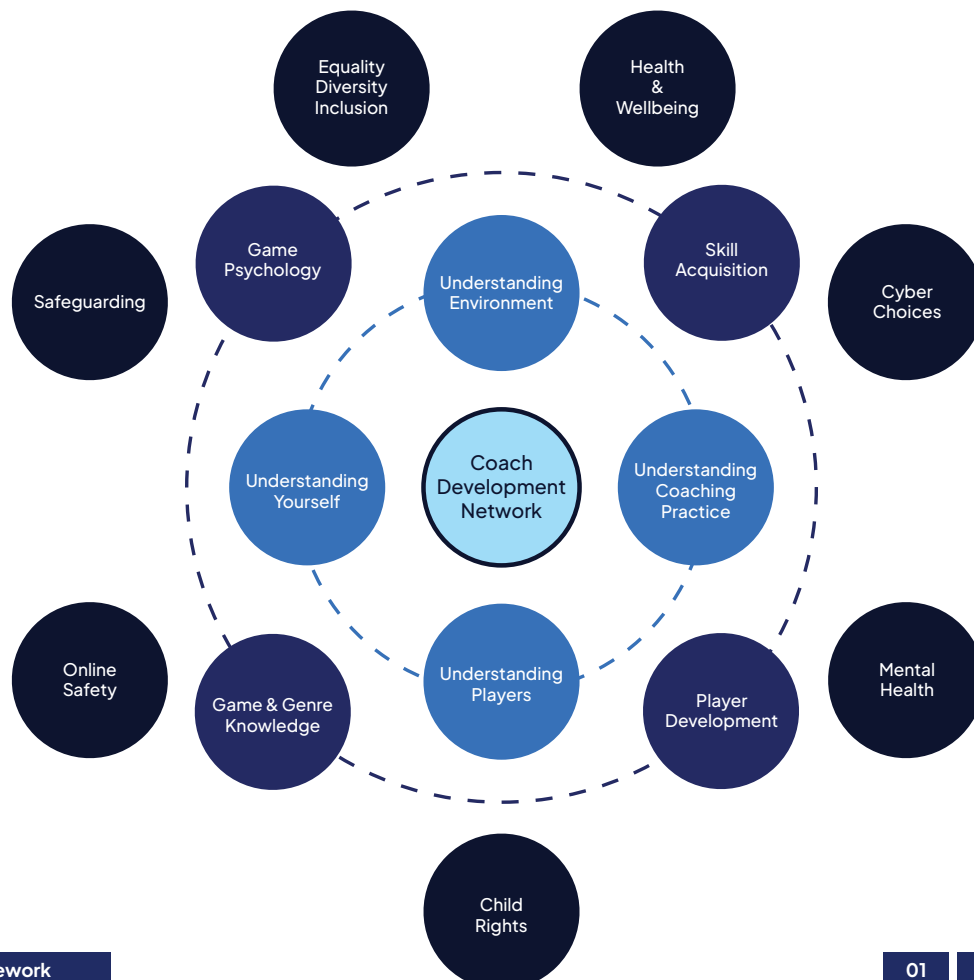 Equality
Diversity
Inclusion
Health
&
Wellbeing
Game
Psychology
Skill
Acquisition
Understanding
Environment
Safeguarding
Cyber
Choices
Understanding
Yourself
Coach
Development
Network
Understanding
Coaching
Practice
Online
Safety
Understanding
Players
Mental
Health
Game & Genre
Knowledge
Player
Development
Child
Rights
ework
01